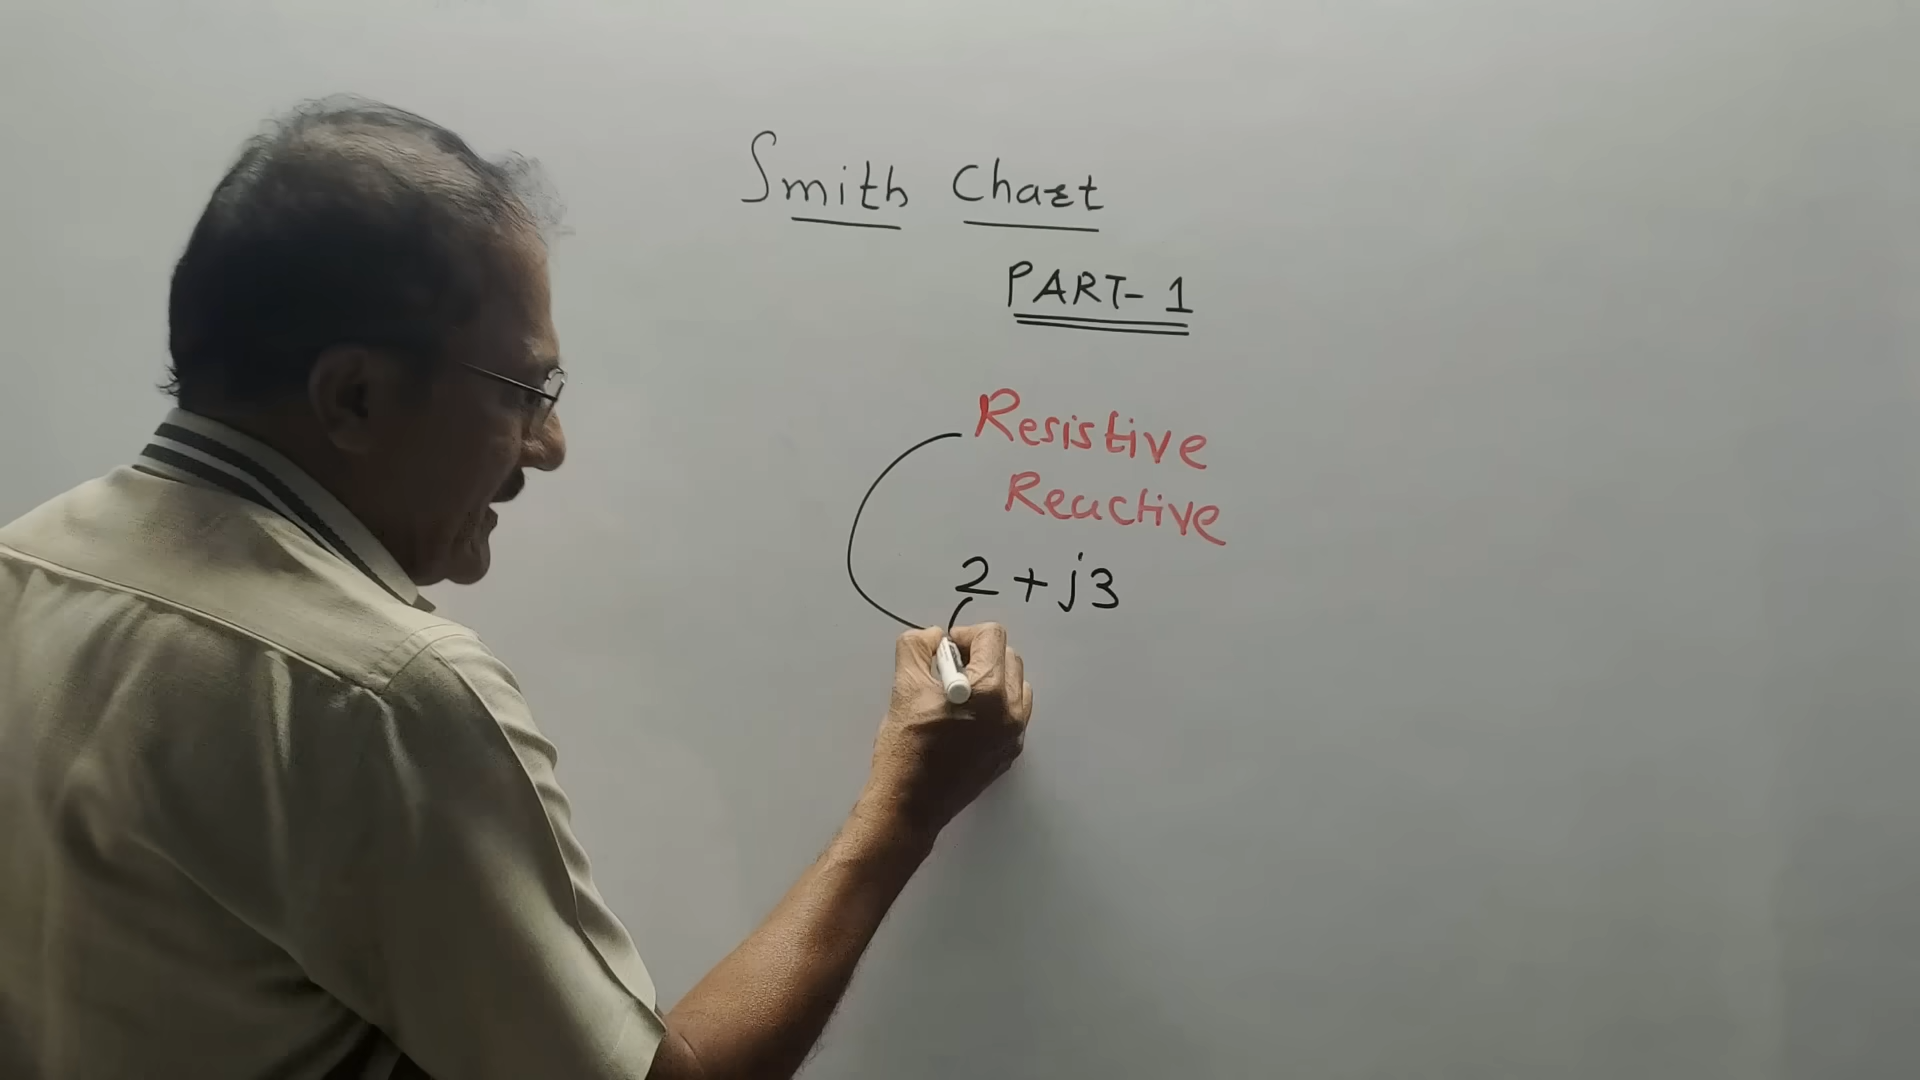 Smith Chart
PART-1
Resistive
Reactive
2 + j3